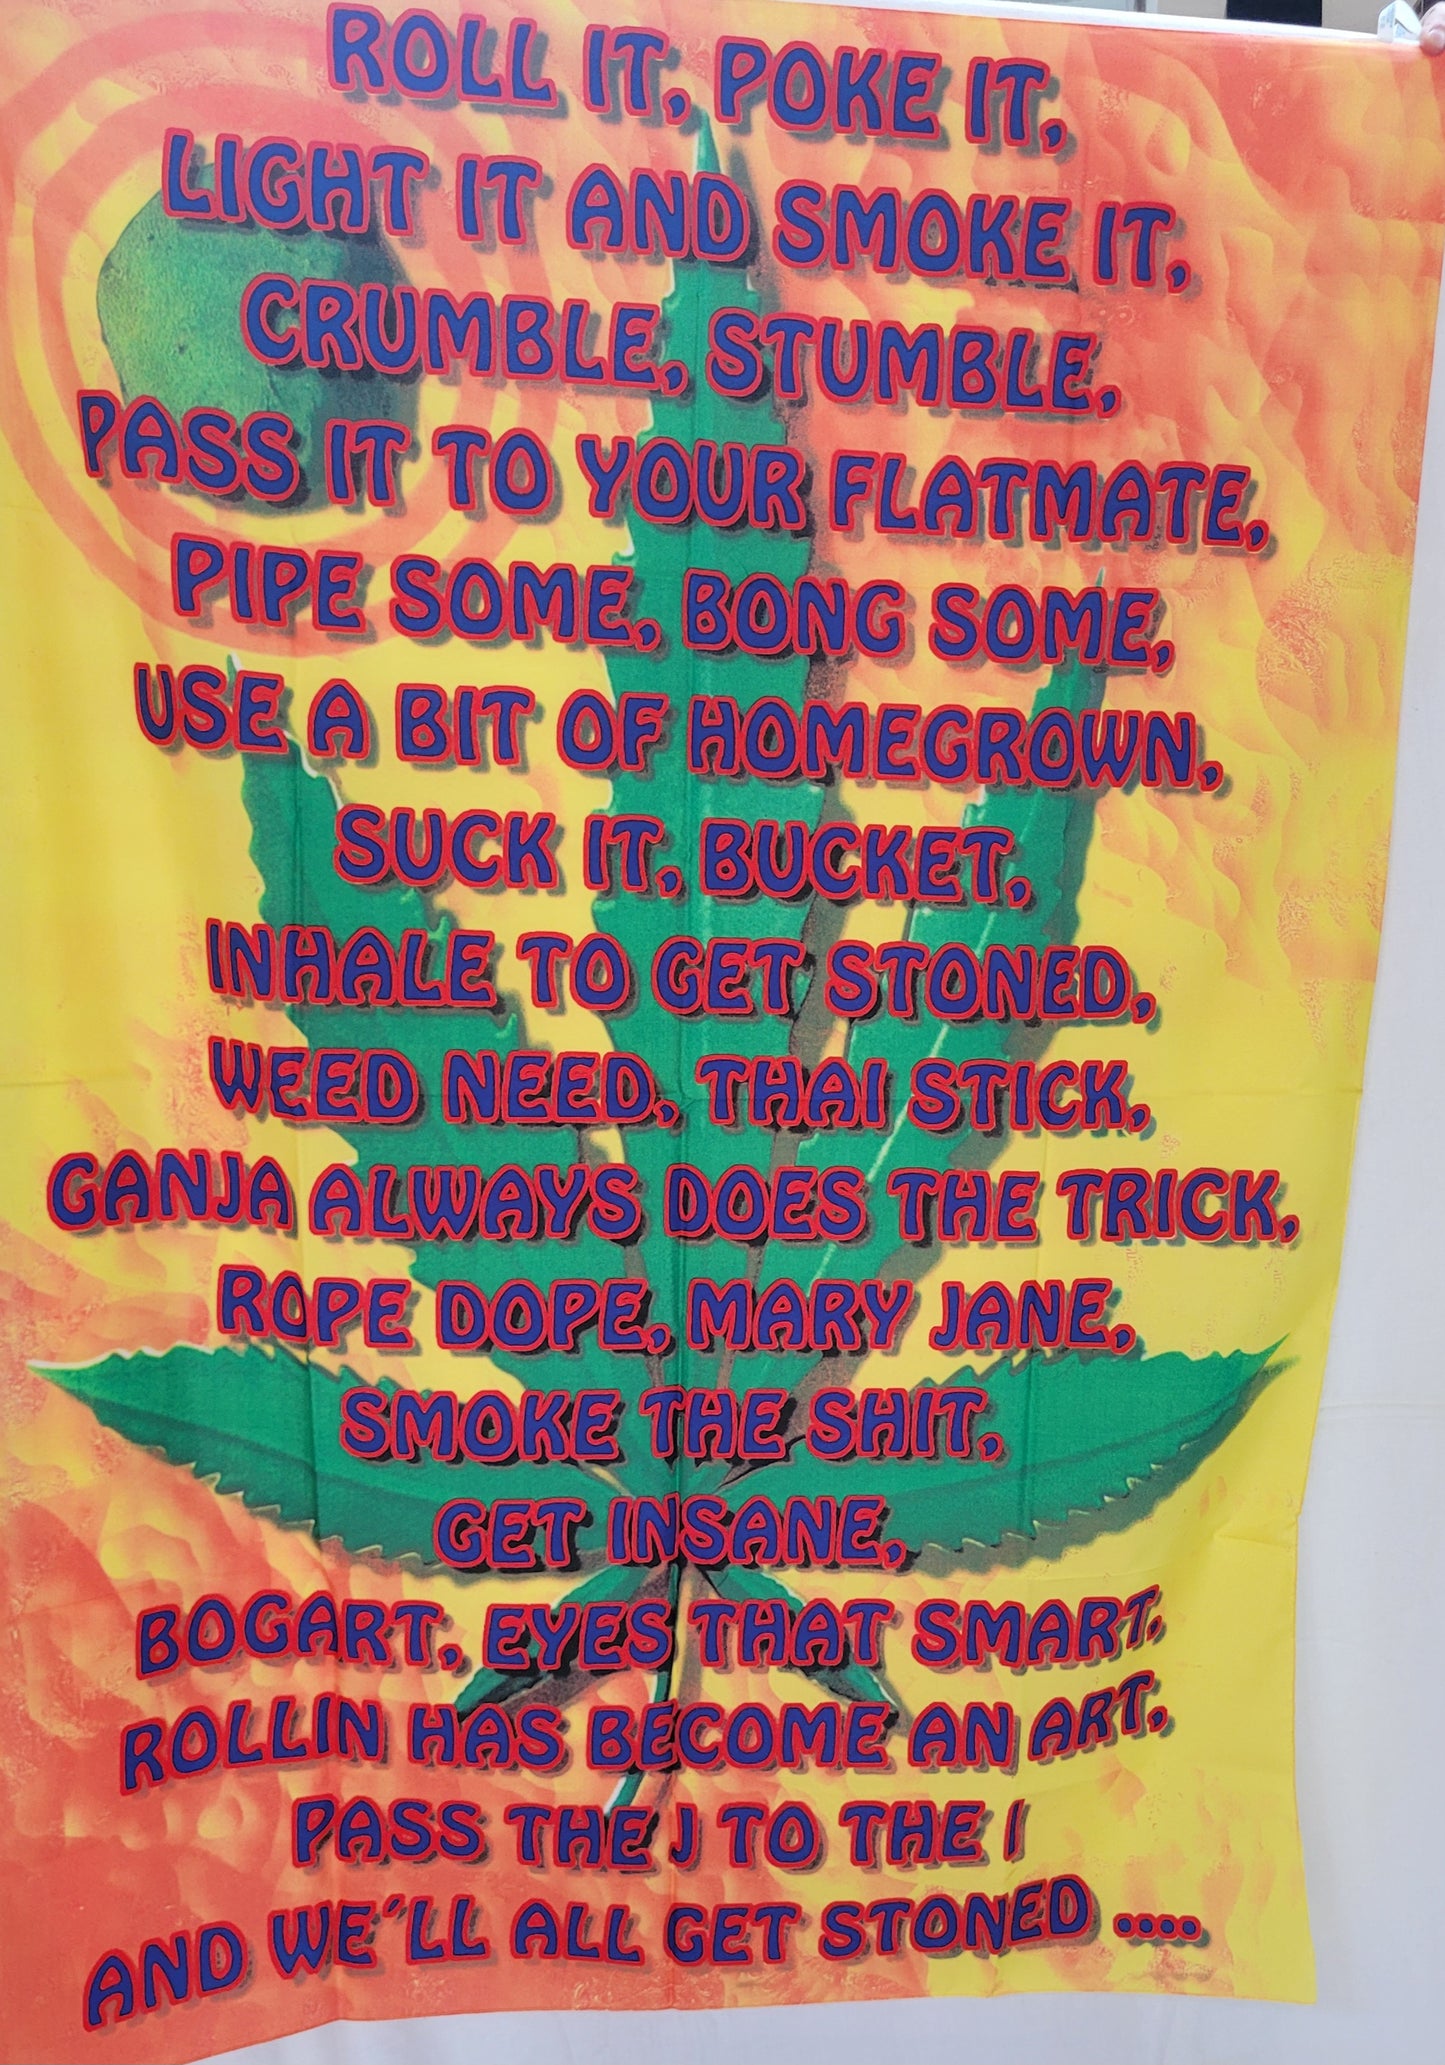 ROLL IT, POKE IT,
LIGHT IT AND SMOKE IT,
CRUMBLE, STUMBLE,
PASS IT TO YOUR FLATMATE,
PIPE SOME, BONG SOME,
USE A BIT OF HOMEGROWN,
SUCK IT, BUCKET,
INHALE TO GET STONED,
WEED NEED, THAI STICK,
GANJA ALWAYS DOES THE TRICK,
ROPE DOPE, MARY JANE,
SMOKE THE SHIT,
GET INSANE,
BOGART, EYES THAT SMART,
ROLLIN HAS BECOME AN ART,
PASS THE J TO THE I
AND WE´LL ALL GET STONED ....